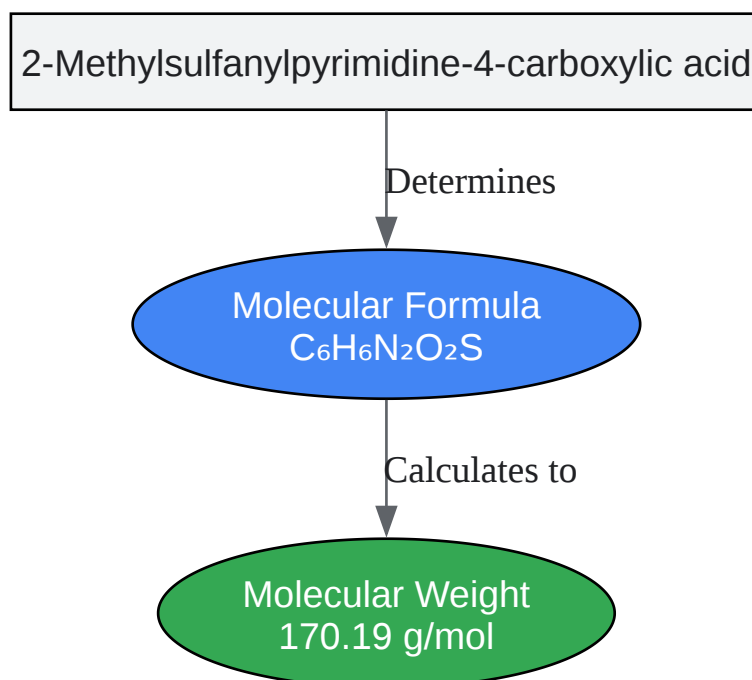 2-Methylsulfanylpyrimidine-4-carboxylic acid
Determines
Molecular Formula
C₆H₆N₂O₂S
Calculates to
Molecular Weight
170.19 g/mol